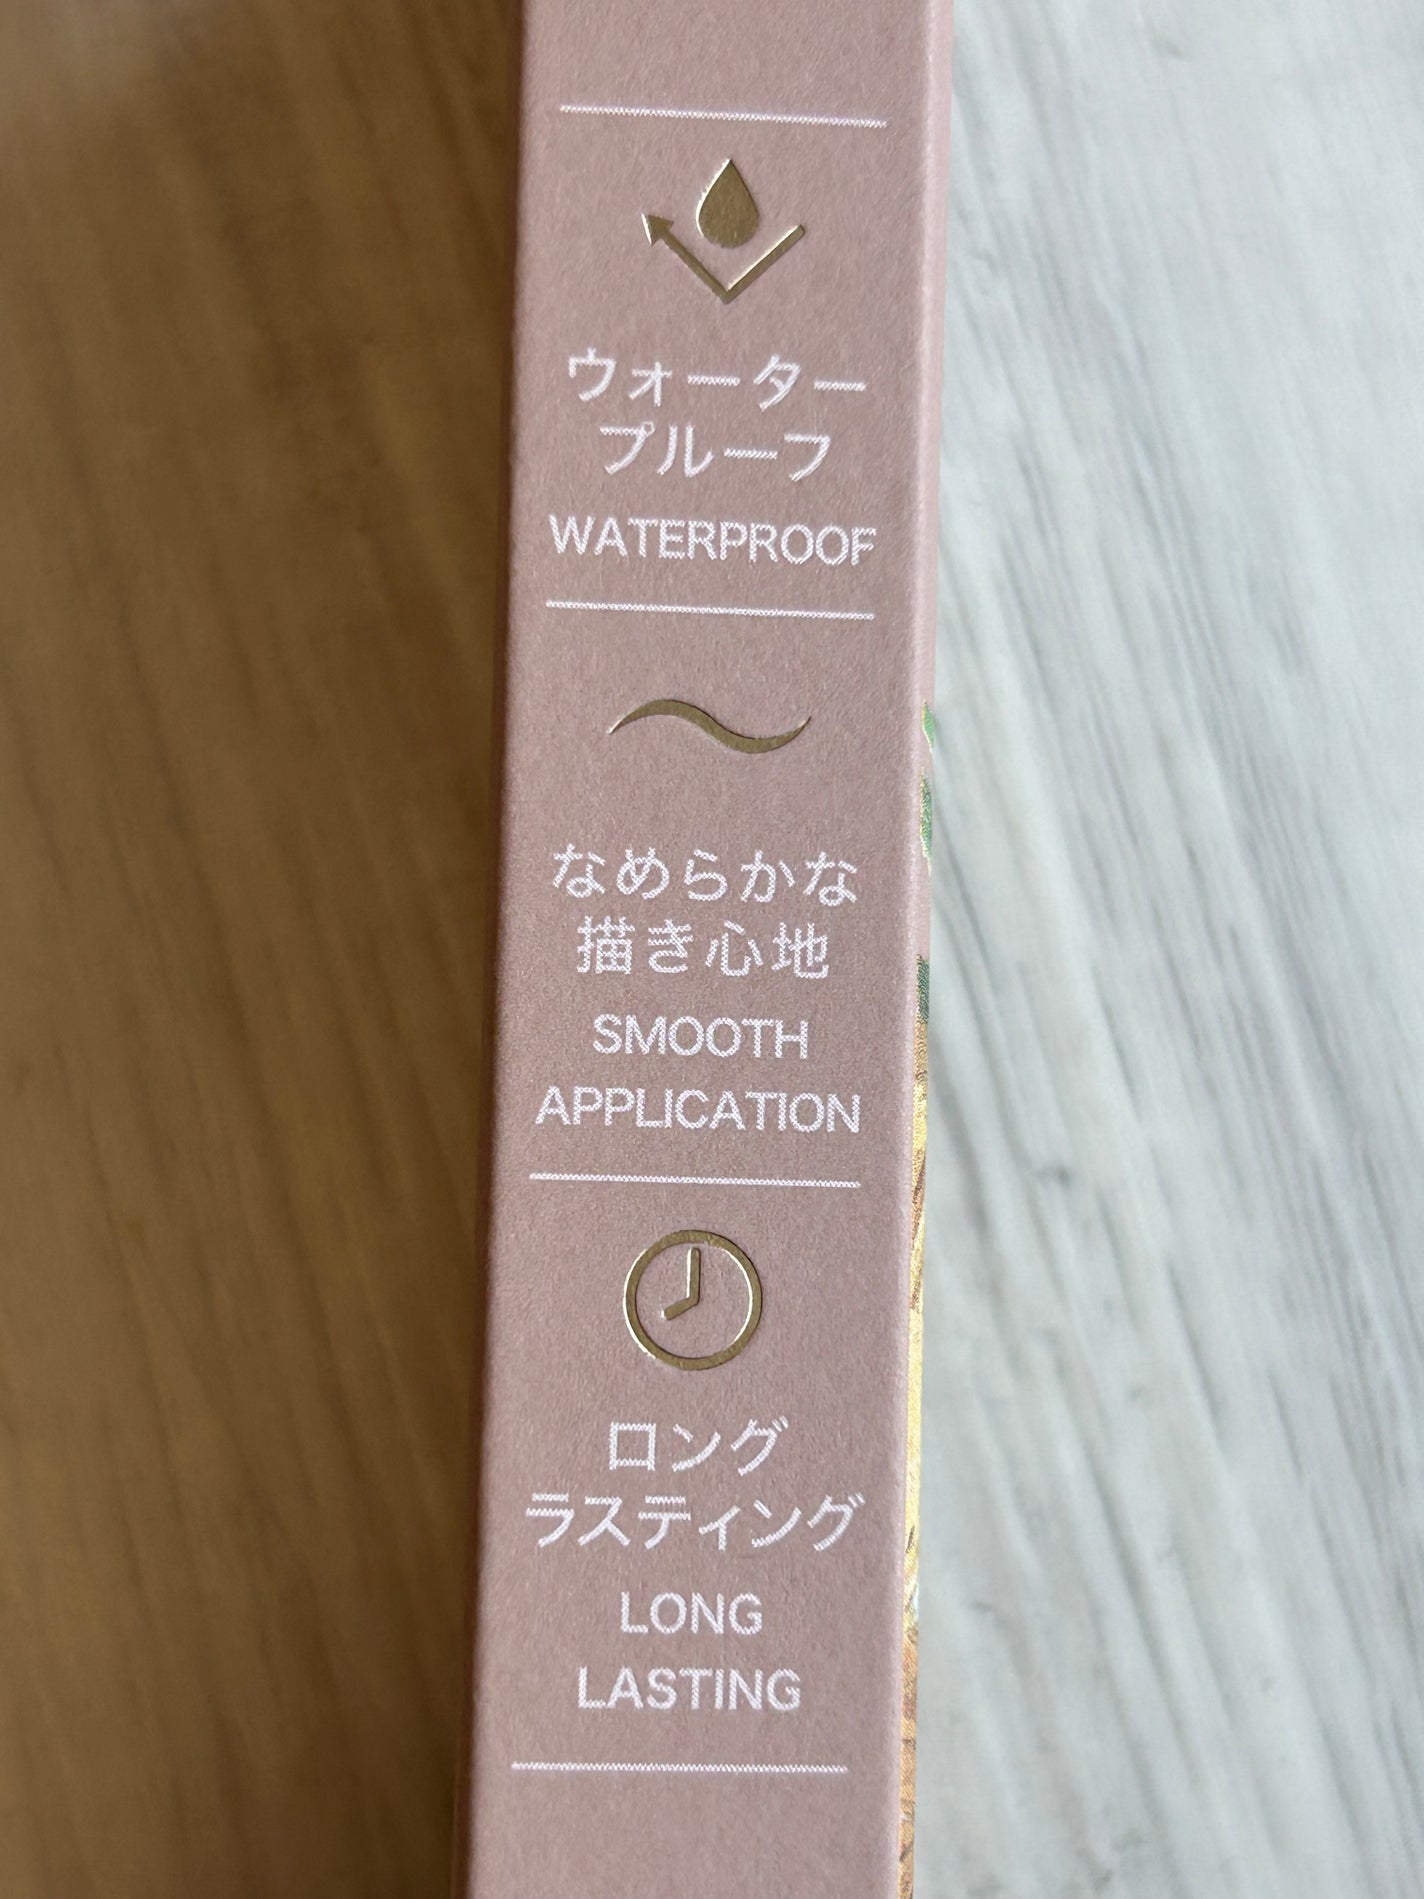 ウォーター
プルーフ
WATERPROOF
なめらかな
描き心地
SMOOTH
APPLICATION
ロング
ラスティング
LONG
LASTING